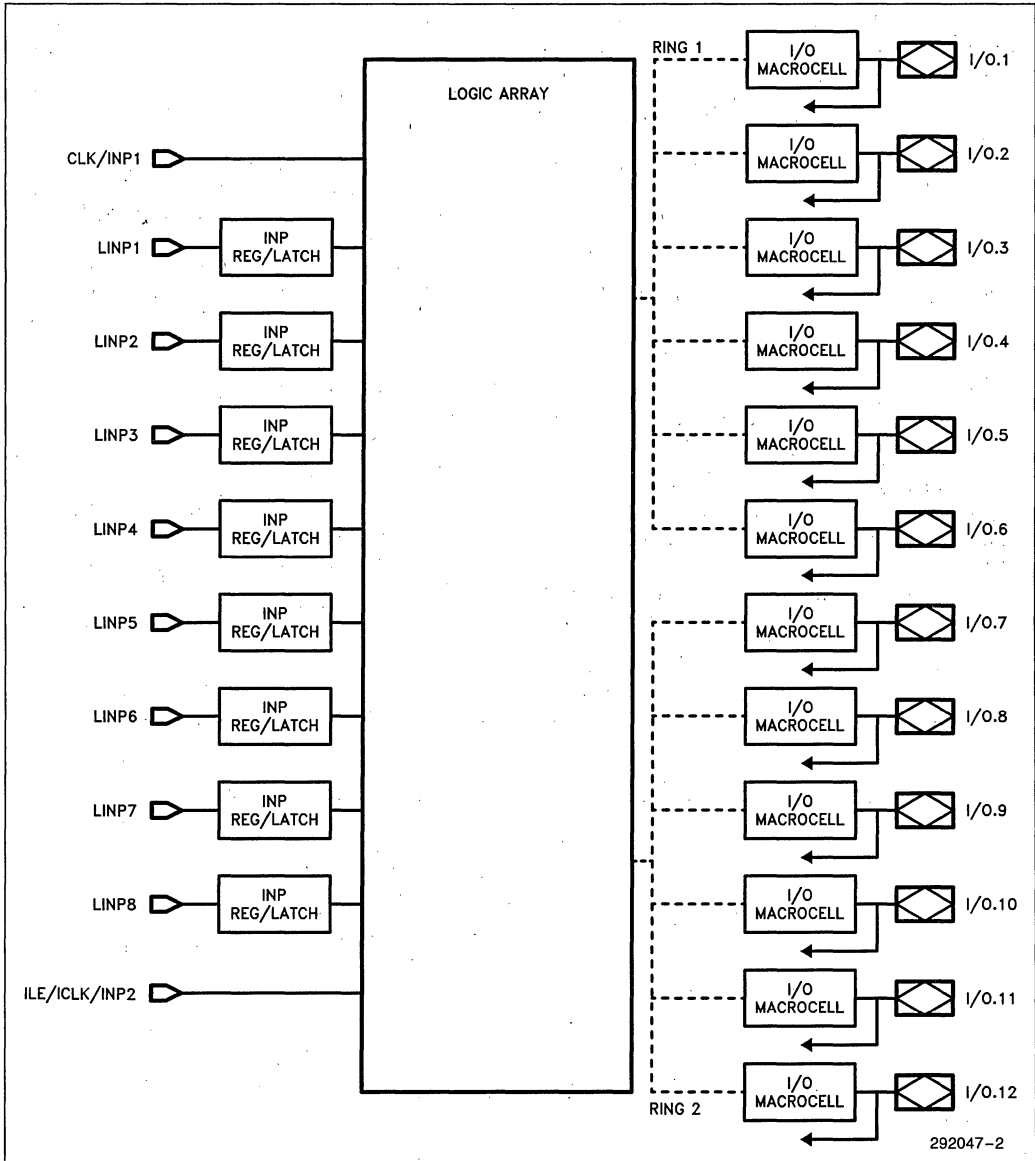 RING 1
LOGIC ARRAY
CLK/INP1
LINP1
INP
REG/LATCH
LINP2
INP
REG/LATCH
LINP3
INP
REG/LATCH
LINP4
INP
REG/LATCH
LINP5
INP
REG/LATCH
LINP6
INP
REG/LATCH
LINP7
INP
REG/LATCH
LINP8
INP
REG/LATCH
ILE/ICLK/INP2
I/O
MACROCELL
I/O.1
I/O
MACROCELL
I/O.2
I/O
MACROCELL
I/O.3
I/O
MACROCELL
I/O.4
I/O
MACROCELL
I/O.5
I/O
MACROCELL
I/O.6
I/O
MACROCELL
I/O.7
I/O
MACROCELL
I/O.8
I/O
MACROCELL
I/O.9
I/O
MACROCELL
I/O.10
I/O
MACROCELL
I/O.11
I/O
MACROCELL
I/O.12
RING 2
292047-2